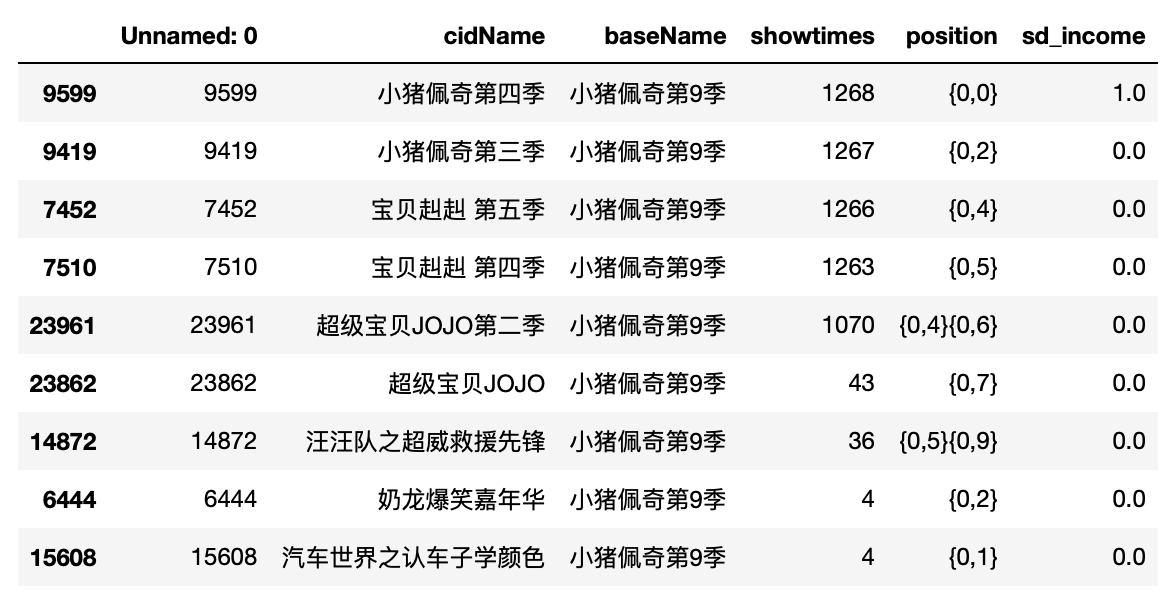 Unnamed: 0 cidName baseName showtimes position sd_income
9599 9599 小猪佩奇第四季 小猪佩奇第9季 1268 {0,0} 1.0
9419 9419 小猪佩奇第三季 小猪佩奇第9季 1267 {0,2} 0.0
7452 7452 宝贝赳赳 第五季 小猪佩奇第9季 1266 {0,4} 0.0
7510 7510 宝贝赳赳 第四季 小猪佩奇第9季 1263 {0,5} 0.0
23961 23961 超级宝贝JOJO第二季 小猪佩奇第9季 1070 {0,4}{0,6} 0.0
23862 23862 超级宝贝JOJO 小猪佩奇第9季 43 {0,7} 0.0
14872 14872 汪汪队之超威救援先锋 小猪佩奇第9季 36 {0,5}{0,9} 0.0
6444 6444 奶龙爆笑嘉年华 小猪佩奇第9季 4 {0,2} 0.0
15608 15608 汽车世界之认车子学颜色 小猪佩奇第9季 4 {0,1} 0.0